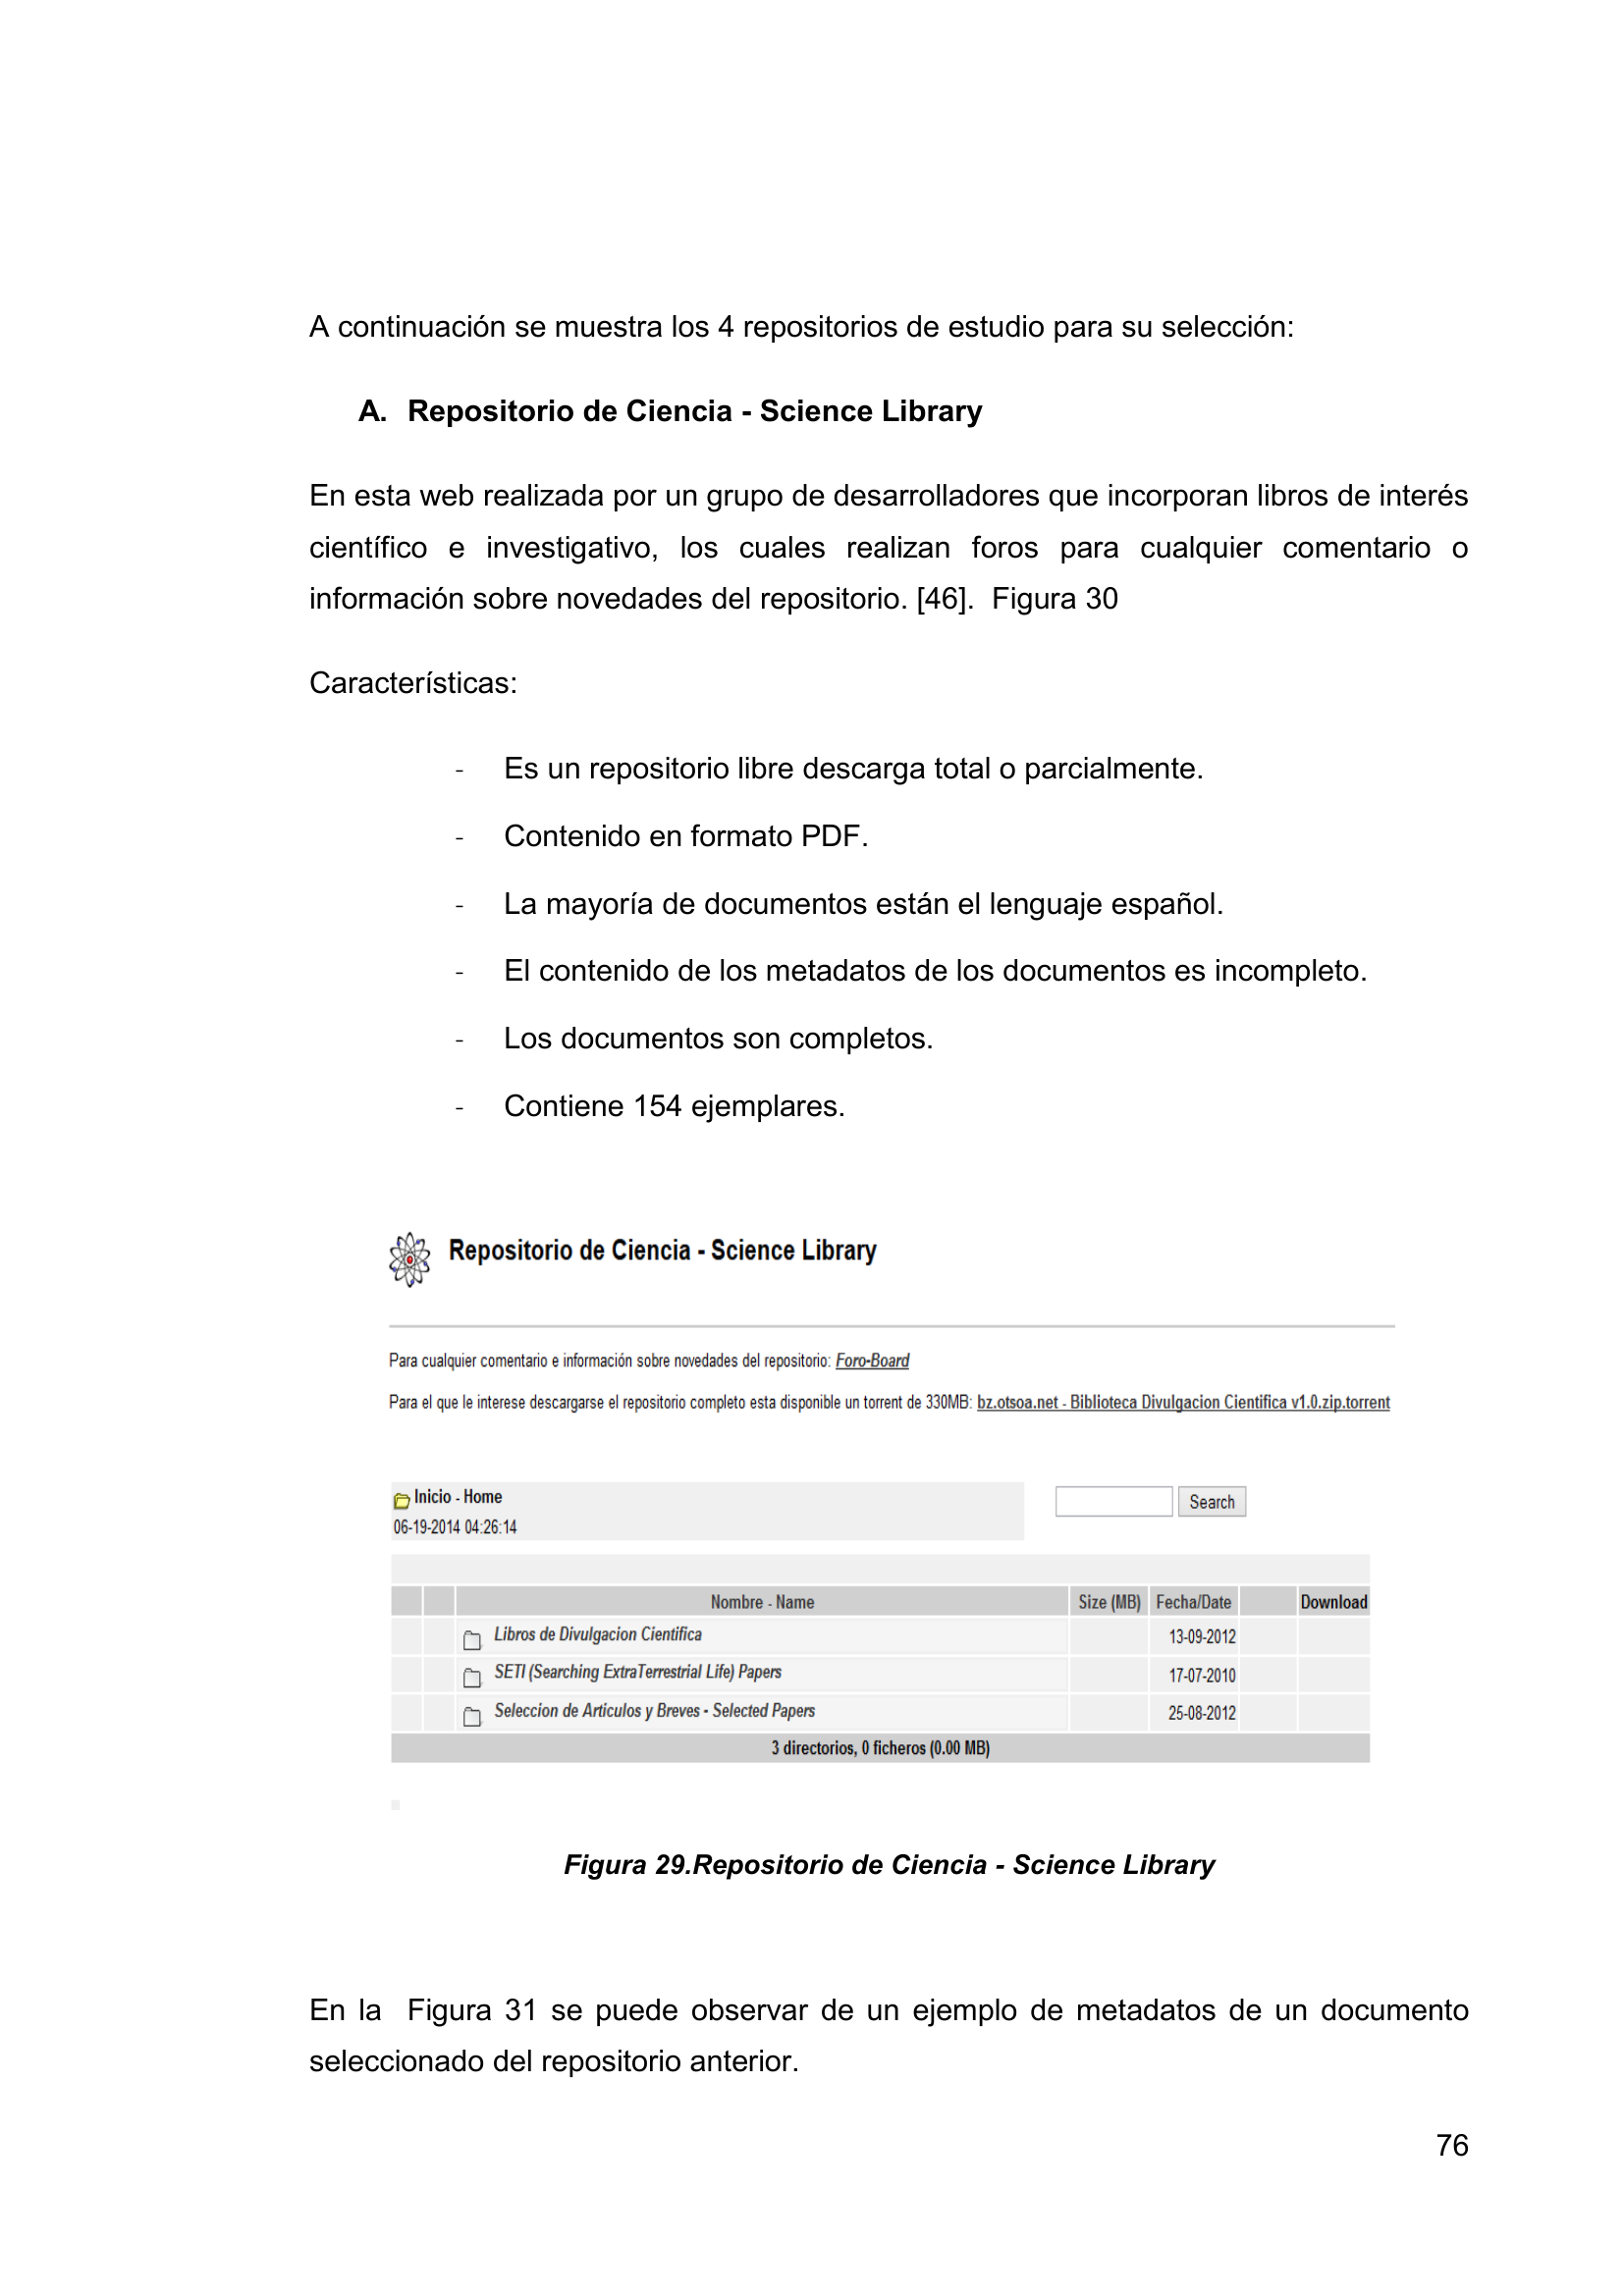 A continuación se muestra los 4 repositorios de estudio para su selección:
A. Repositorio de Ciencia - Science Library
En esta web realizada por un grupo de desarrolladores que incorporan libros de interés
científico e investigativo, los cuales realizan foros para cualquier comentario o
información sobre novedades del repositorio. [46].  Figura 30
Características:
- Es un repositorio libre descarga total o parcialmente.
- Contenido en formato PDF.
- La mayoría de documentos están el lenguaje español.
- El contenido de los metadatos de los documentos es incompleto.
- Los documentos son completos.
- Contiene 154 ejemplares.
Repositorio de Ciencia - Science Library
Para cualquier comentario e información sobre novedades del repositorio: Foro-Board
Para el que le interese descargarse el repositorio completo esta disponible un torrent de 330MB: bz.otsoa.net - Biblioteca Divulgacion Cientifica v1.0.zip.torrent
Inicio - Home
Search
06-19-2014 04:26:14
Nombre - Name Size (MB) Fecha/Date Download
Libros de Divulgacion Cientifica 13-09-2012
SETI (Searching ExtraTerrestrial Life) Papers 17-07-2010
Seleccion de Articulos y Breves - Selected Papers 25-08-2012
3 directorios, 0 ficheros (0.00 MB)
Figura 29.Repositorio de Ciencia - Science Library
En la  Figura 31 se puede observar de un ejemplo de metadatos de un documento
seleccionado del repositorio anterior.
76